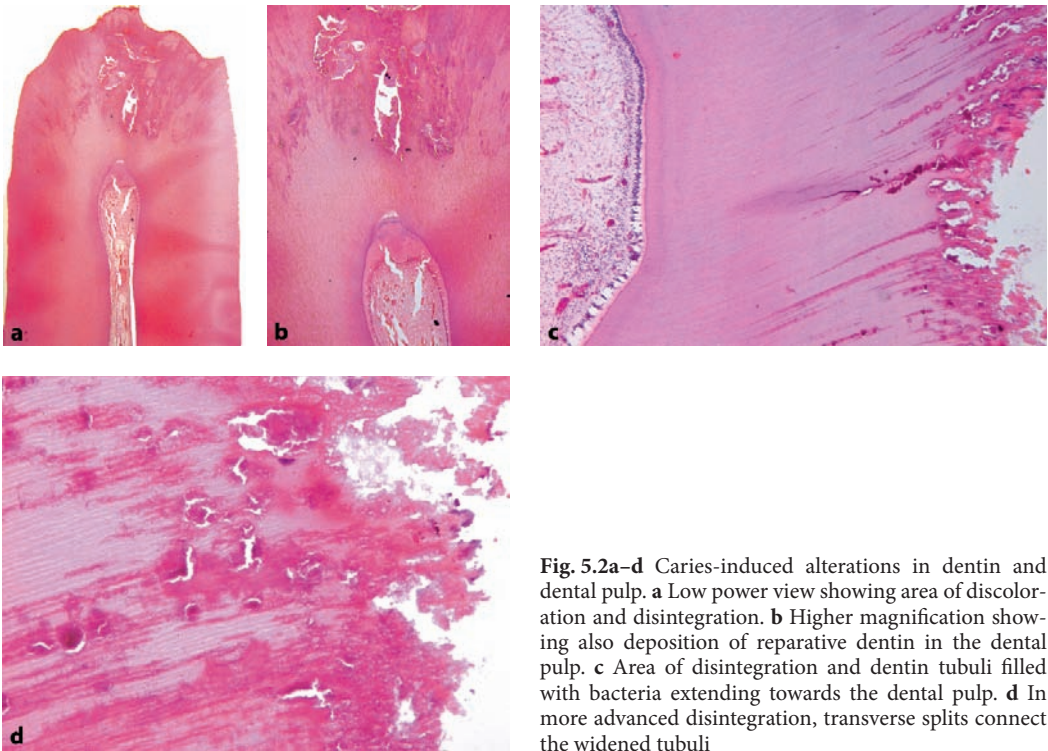 a
b
c
d
Fig. 5.2a–d Caries-induced alterations in dentin and
dental pulp. a Low power view showing area of discolor-
ation and disintegration. b Higher magnification show-
ing also deposition of reparative dentin in the dental
pulp. c Area of disintegration and dentin tubuli filled
with bacteria extending towards the dental pulp. d In
more advanced disintegration, transverse splits connect
the widened tubuli